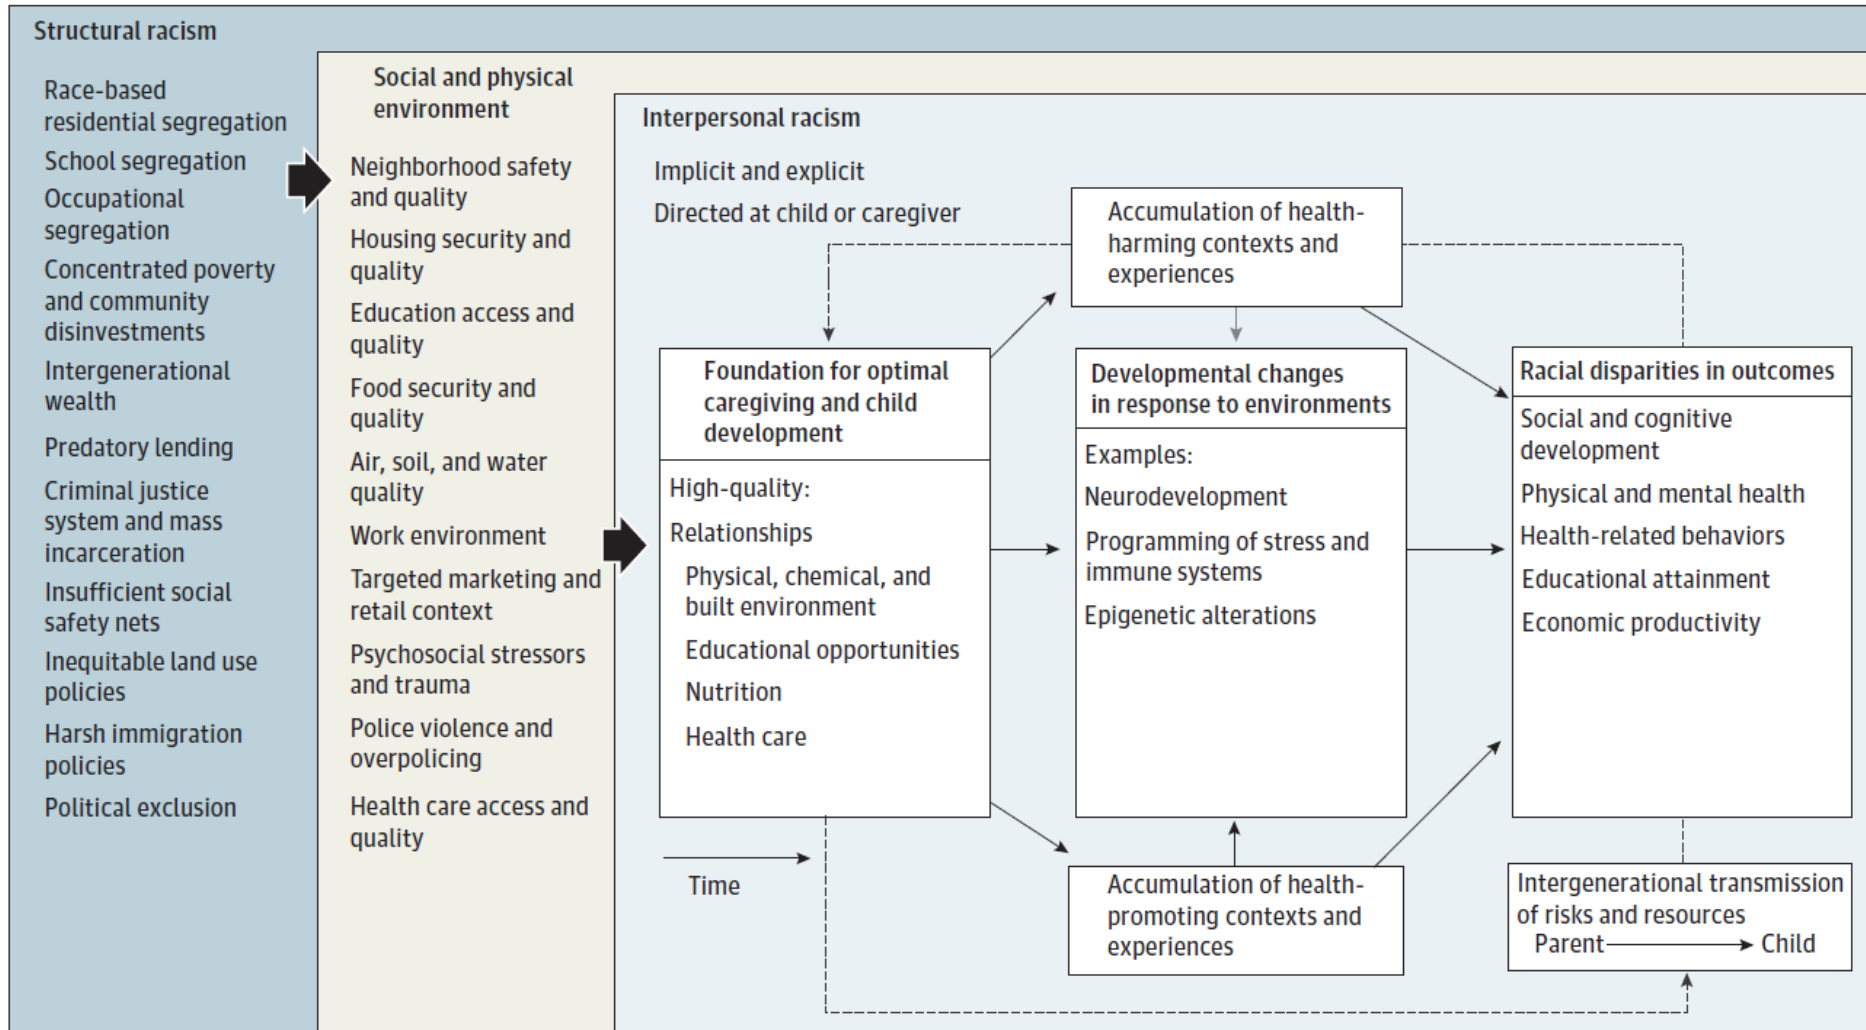 Structural racism
Race-based
residential segregation
School segregation
Occupational
segregation
Concentrated poverty
and community
disinvestments
Intergenerational
wealth
Predatory lending
Criminal justice
system and mass
incarceration
Insufficient social
safety nets
Inequitable land use
policies
Harsh immigration
policies
Political exclusion
Social and physical
environment
Neighborhood safety
and quality
Housing security and
quality
Education access and
quality
Food security and
quality
Air, soil, and water
quality
Work environment
Targeted marketing and
retail context
Psychosocial stressors
and trauma
Police violence and
overpolicing
Health care access and
quality
Interpersonal racism
Implicit and explicit
Directed at child or caregiver
Accumulation of health-
harming contexts and
experiences
Foundation for optimal
caregiving and child
development
High-quality:
Relationships
Physical, chemical, and
built environment
Educational opportunities
Nutrition
Health care
Developmental changes
in response to environments
Examples:
Neurodevelopment
Programming of stress and
immune systems
Epigenetic alterations
Racial disparities in outcomes
Social and cognitive
development
Physical and mental health
Health-related behaviors
Educational attainment
Economic productivity
Time
Accumulation of health-
promoting contexts and
experiences
Intergenerational transmission
of risks and resources
Parent Child